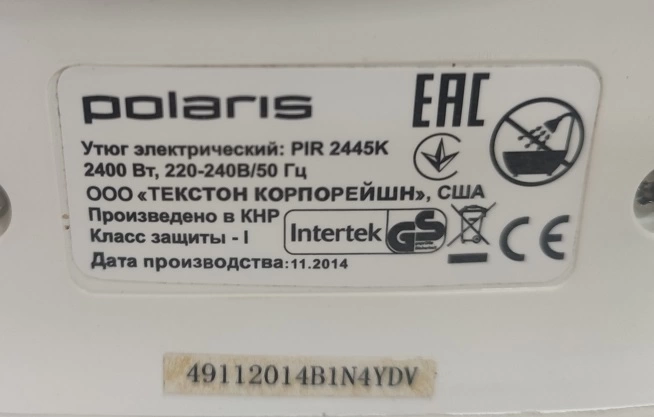 polaris
EAC
Утюг электрический: PIR 2445K
2400 Вт, 220-240В/50 Гц
ООО «ТЕКСТОН КОРПОРЕЙШН», США
Произведено в КНР
Класс защиты - I
Intertek
GS
CE
Дата производства:11.2014
49112014B1N4YDV